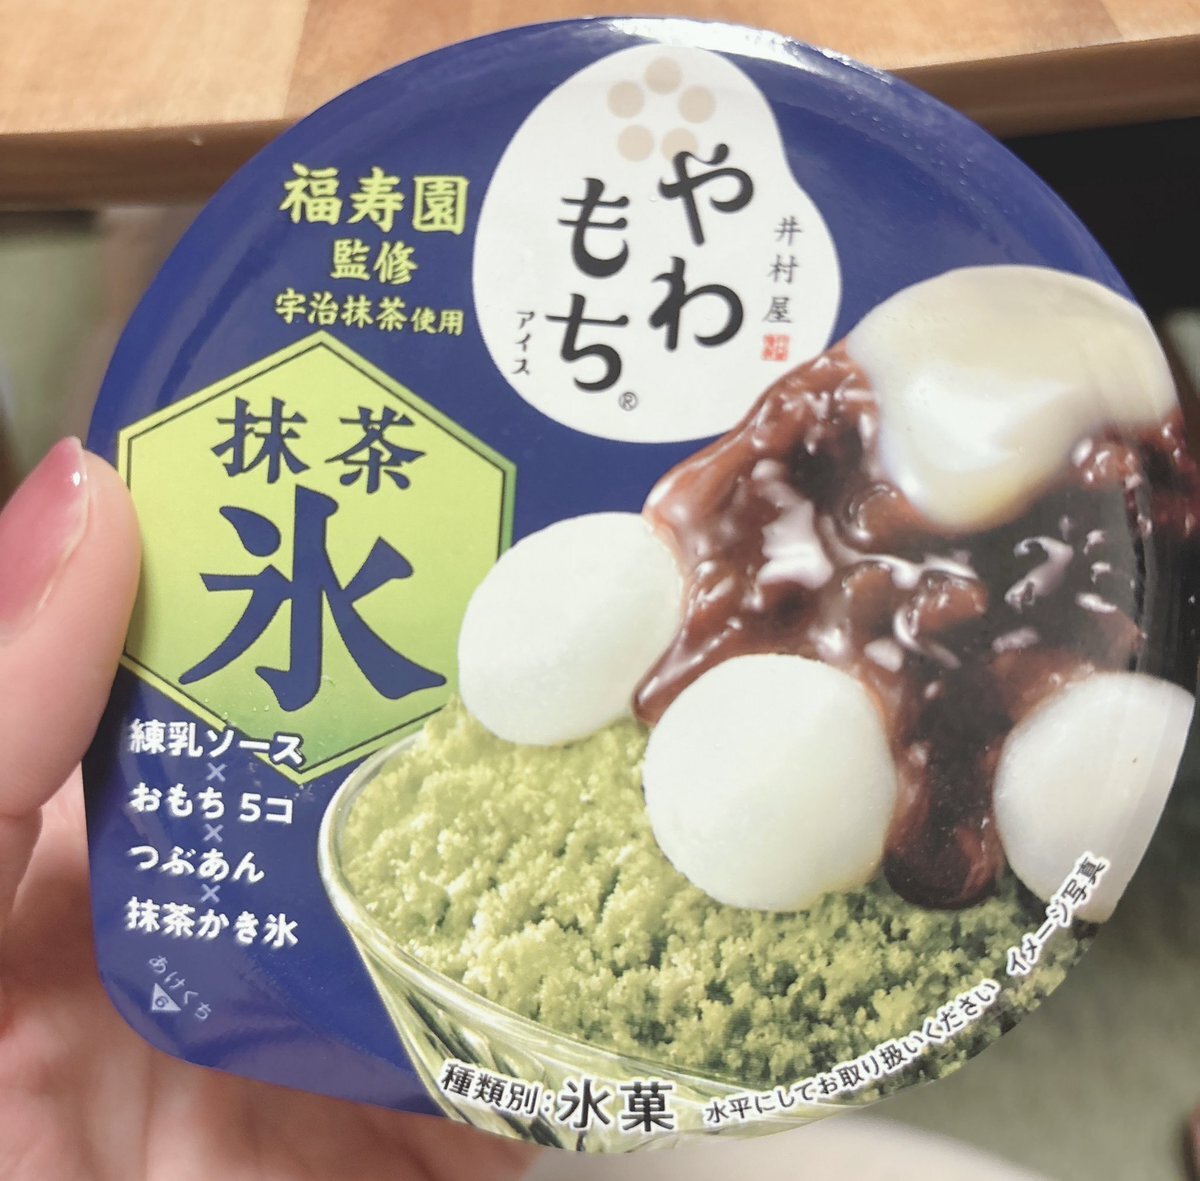 井村屋
やわ
もち®
アイス
福寿園
監修
宇治抹茶使用
抹茶
氷
練乳ソース
×
おもち 5コ
×
つぶあん
×
抹茶かき氷
あけくち
6
種類別:氷菓
水平にしてお取り扱いください
イメージ写真